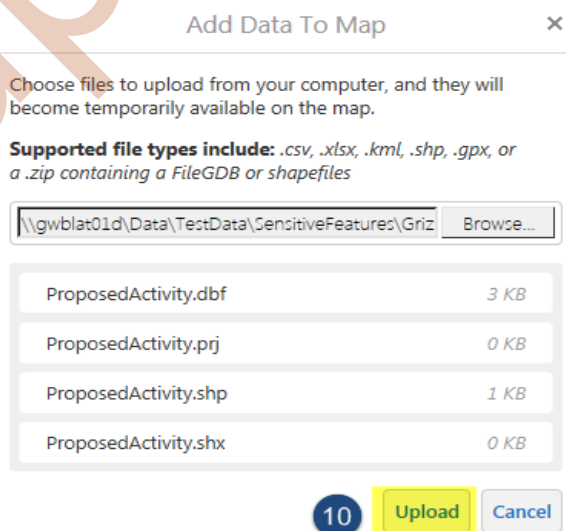 Add Data To Map ×
Choose files to upload from your computer, and they will
become temporarily available on the map.
Supported file types include: .csv, .xlsx, .kml, .shp, .gpx, or
a .zip containing a FileGDB or shapefiles
\\gwblat01d\Data\TestData\SensitiveFeatures\Griz Browse...
ProposedActivity.dbf 3 KB
ProposedActivity.prj 0 KB
ProposedActivity.shp 1 KB
ProposedActivity.shx 0 KB
10 Upload Cancel